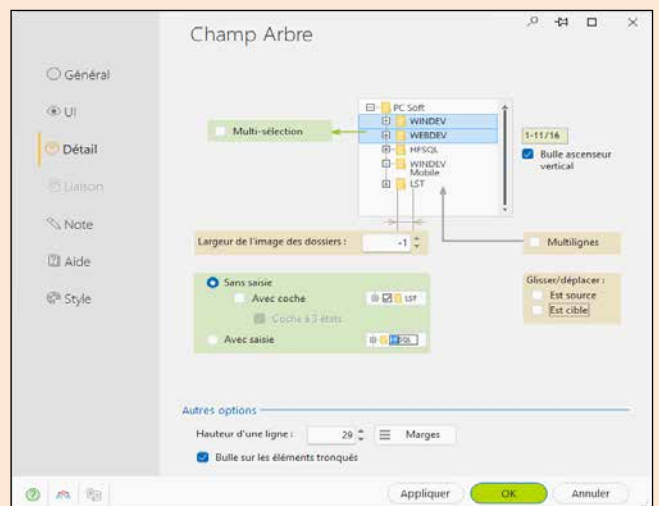 Champ Arbre
Général
UI
Détail
Liaison
Note
Aide
Style
Multi-sélection
PC Soft
WINDEV
WEBDEV
HFSQL
WINDEV
Mobile
LST
1-11/16
Bulle ascenseur
vertical
Largeur de l'image des dossiers :
-1
Multilignes
Sans saisie
Avec coche
LST
Coche à 3 états
Avec saisie
HFSQL
Glisser/déplacer :
Est source
Est cible
Autres options
Hauteur d'une ligne :
29
Marges
Bulle sur les éléments tronqués
Appliquer
OK
Annuler